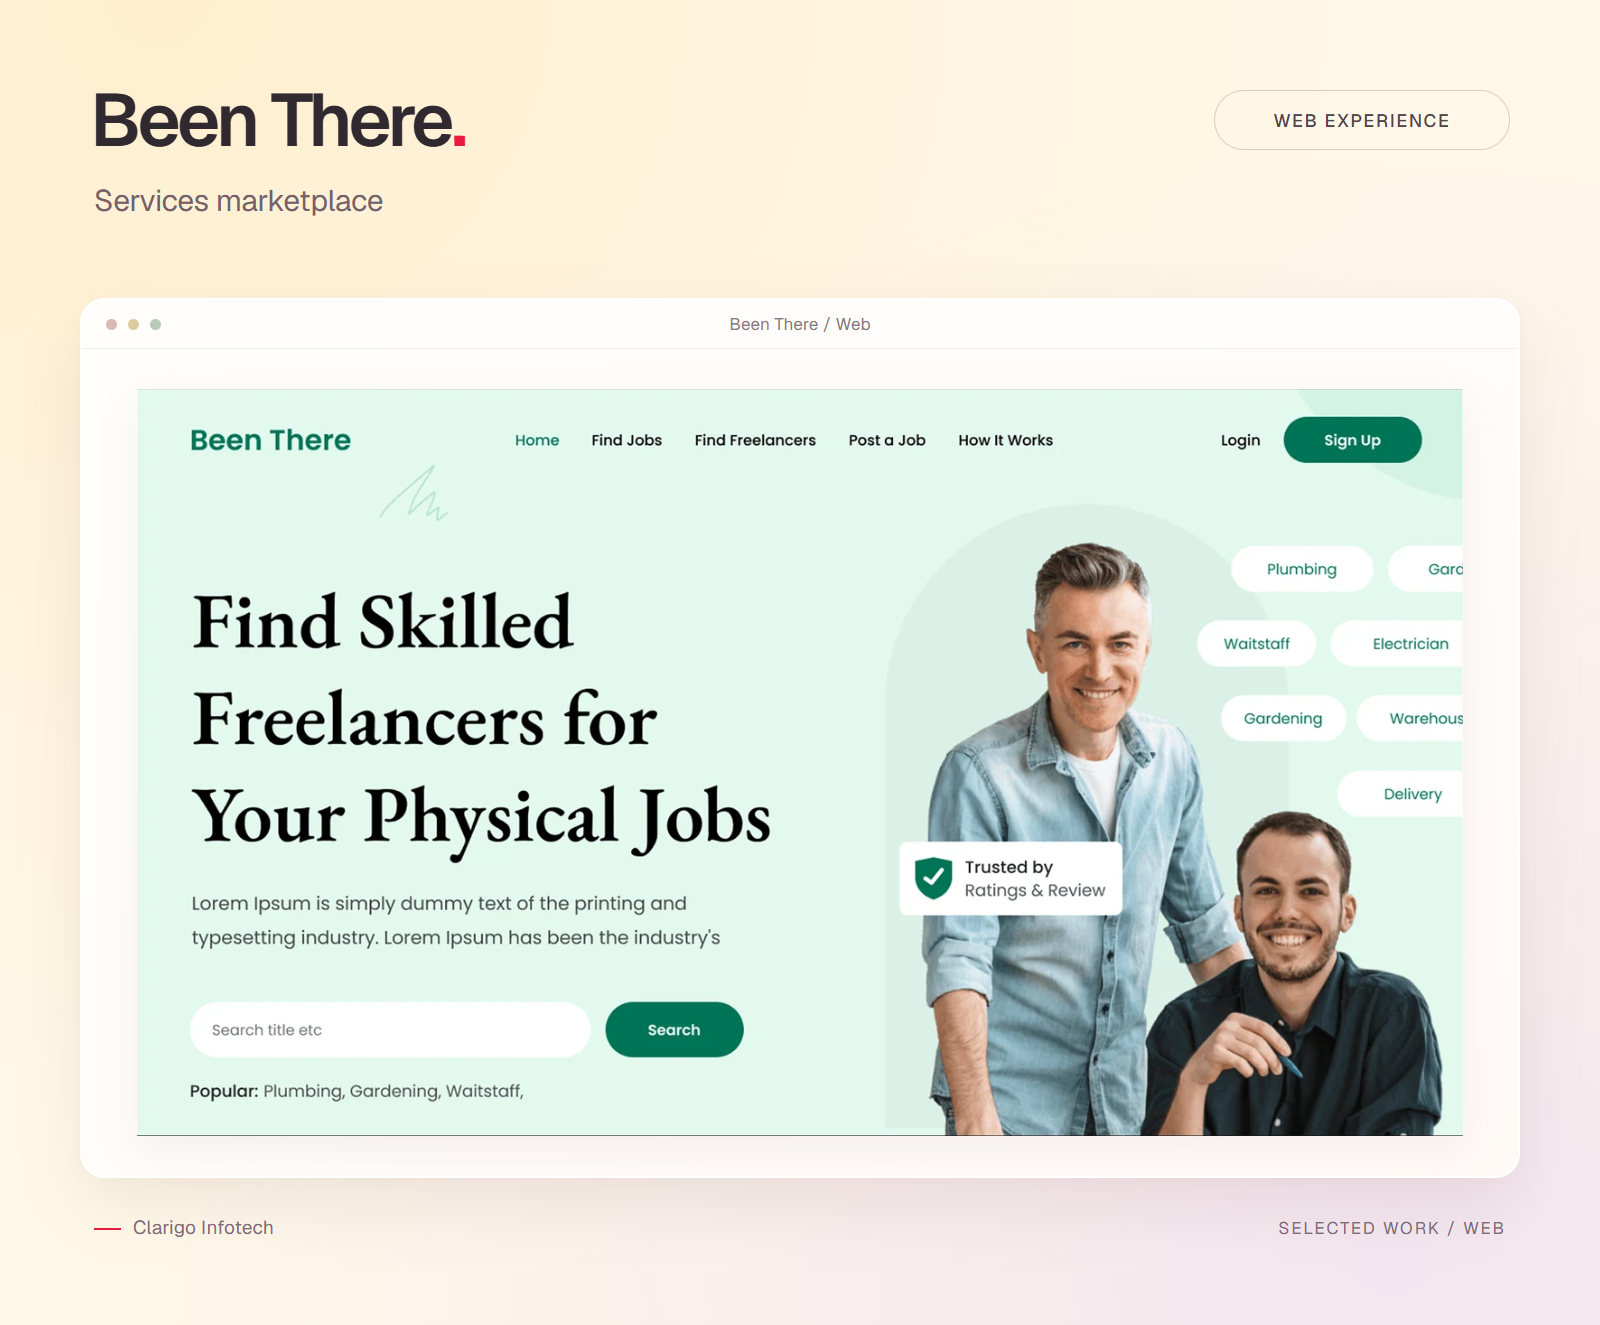 Been There.
WEB EXPERIENCE
Services marketplace
Been There / Web
Been There
Home
Find Jobs
Find Freelancers
Post a Job
How It Works
Login
Sign Up
Find Skilled
Freelancers for
Your Physical Jobs
Lorem Ipsum is simply dummy text of the printing and
typesetting industry. Lorem Ipsum has been the industry's
Search title etc
Search
Popular: Plumbing, Gardening, Waitstaff,
Plumbing
Gard
Waitstaff
Electrician
Gardening
Warehous
Delivery
Trusted by
Ratings & Review
Clarigo Infotech
SELECTED WORK / WEB